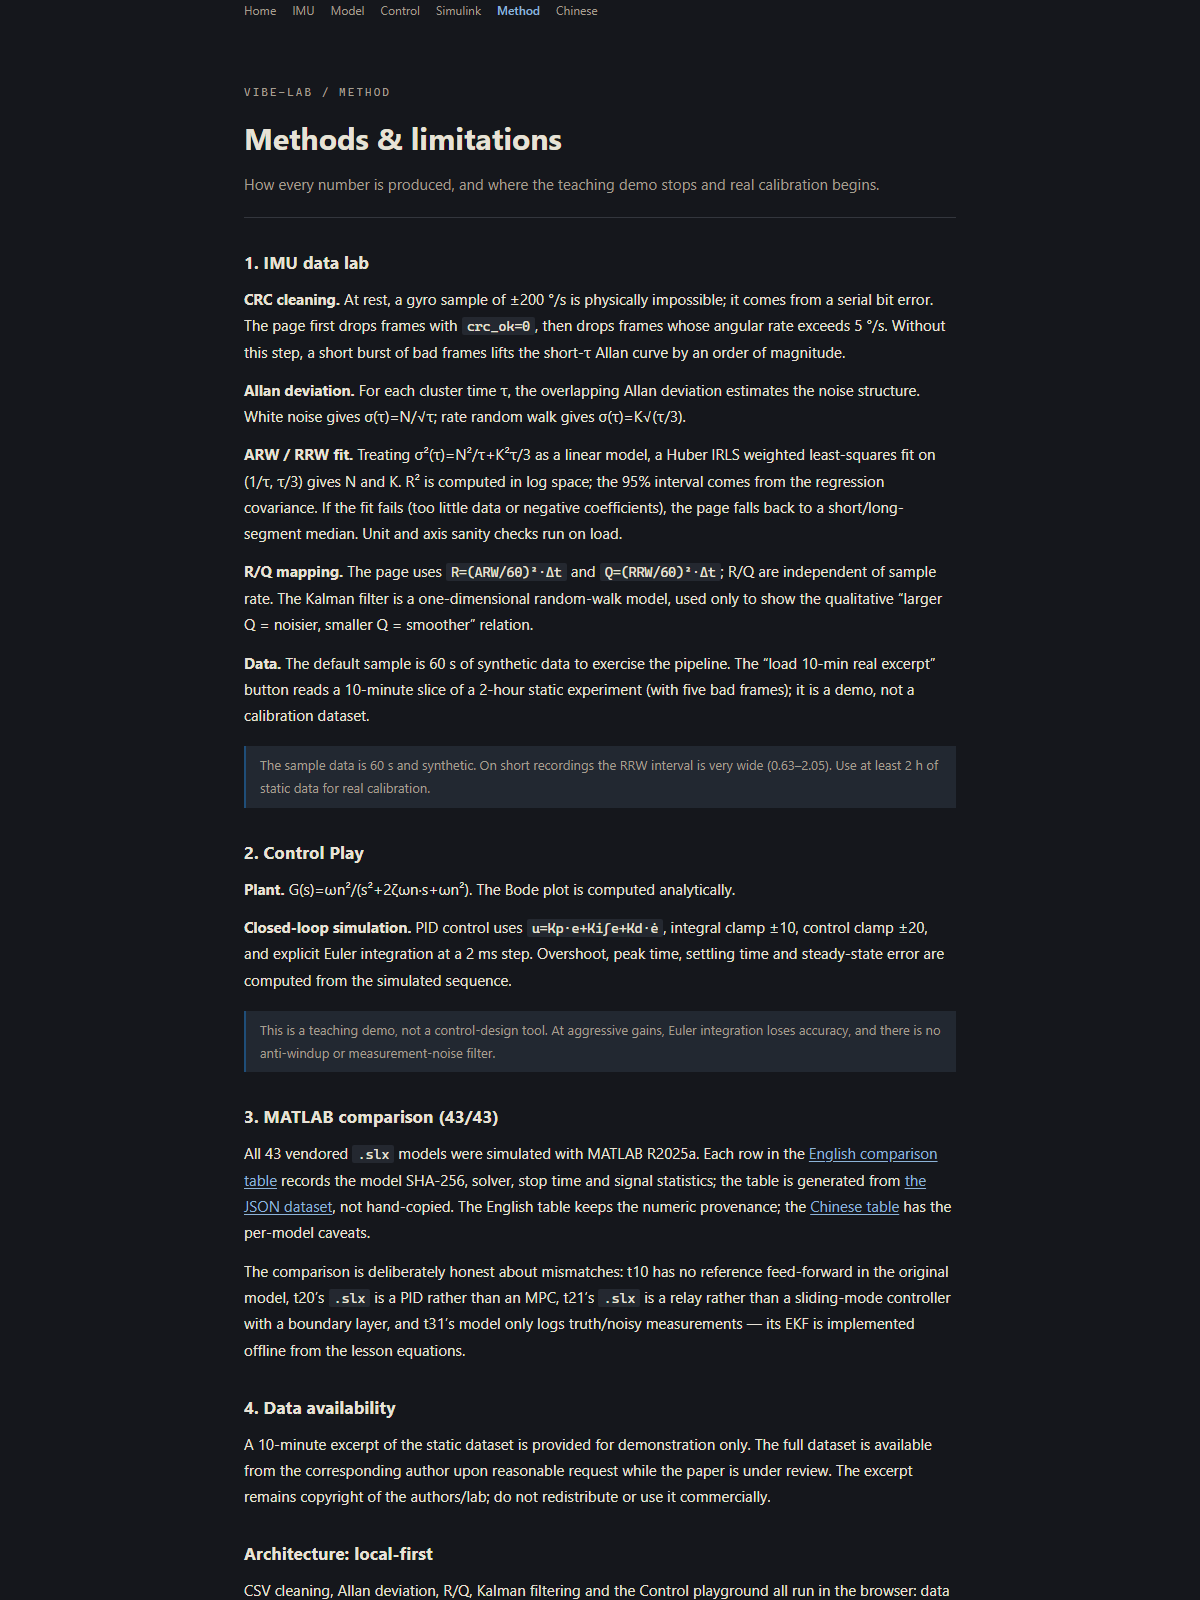 Home IMU Model Control Simulink Method Chinese
VIBE-LAB / METHOD
Methods & limitations
How every number is produced, and where the teaching demo stops and real calibration begins.
1. IMU data lab
CRC cleaning. At rest, a gyro sample of ±200 °/s is physically impossible; it comes from a serial bit error.
The page first drops frames with crc_ok=0, then drops frames whose angular rate exceeds 5 °/s. Without
this step, a short burst of bad frames lifts the short-τ Allan curve by an order of magnitude.
Allan deviation. For each cluster time τ, the overlapping Allan deviation estimates the noise structure.
White noise gives σ(τ)=N/√τ; rate random walk gives σ(τ)=K√(τ/3).
ARW / RRW fit. Treating σ²(τ)=N²/τ+K²τ/3 as a linear model, a Huber IRLS weighted least-squares fit on
(1/τ, τ/3) gives N and K. R² is computed in log space; the 95% interval comes from the regression
covariance. If the fit fails (too little data or negative coefficients), the page falls back to a short/long-
segment median. Unit and axis sanity checks run on load.
R/Q mapping. The page uses R=(ARW/60)²·Δt and Q=(RRW/60)²·Δt; R/Q are independent of sample
rate. The Kalman filter is a one-dimensional random-walk model, used only to show the qualitative “larger
Q = noisier, smaller Q = smoother” relation.
Data. The default sample is 60 s of synthetic data to exercise the pipeline. The “load 10-min real excerpt”
button reads a 10-minute slice of a 2-hour static experiment (with five bad frames); it is a demo, not a
calibration dataset.
The sample data is 60 s and synthetic. On short recordings the RRW interval is very wide (0.63–2.05). Use at least 2 h of
static data for real calibration.
2. Control Play
Plant. G(s)=ωn²/(s²+2ζωn·s+ωn²). The Bode plot is computed analytically.
Closed-loop simulation. PID control uses u=Kp·e+Ki∫e+Kd·ė, integral clamp ±10, control clamp ±20,
and explicit Euler integration at a 2 ms step. Overshoot, peak time, settling time and steady-state error are
computed from the simulated sequence.
This is a teaching demo, not a control-design tool. At aggressive gains, Euler integration loses accuracy, and there is no
anti-windup or measurement-noise filter.
3. MATLAB comparison (43/43)
All 43 vendored .slx models were simulated with MATLAB R2025a. Each row in the English comparison
table records the model SHA-256, solver, stop time and signal statistics; the table is generated from the
JSON dataset, not hand-copied. The English table keeps the numeric provenance; the Chinese table has the
per-model caveats.
The comparison is deliberately honest about mismatches: t10 has no reference feed-forward in the original
model, t20’s .slx is a PID rather than an MPC, t21’s .slx is a relay rather than a sliding-mode controller
with a boundary layer, and t31’s model only logs truth/noisy measurements — its EKF is implemented
offline from the lesson equations.
4. Data availability
A 10-minute excerpt of the static dataset is provided for demonstration only. The full dataset is available
from the corresponding author upon reasonable request while the paper is under review. The excerpt
remains copyright of the authors/lab; do not redistribute or use it commercially.
Architecture: local-first
CSV cleaning, Allan deviation, R/Q, Kalman filtering and the Control playground all run in the browser: data